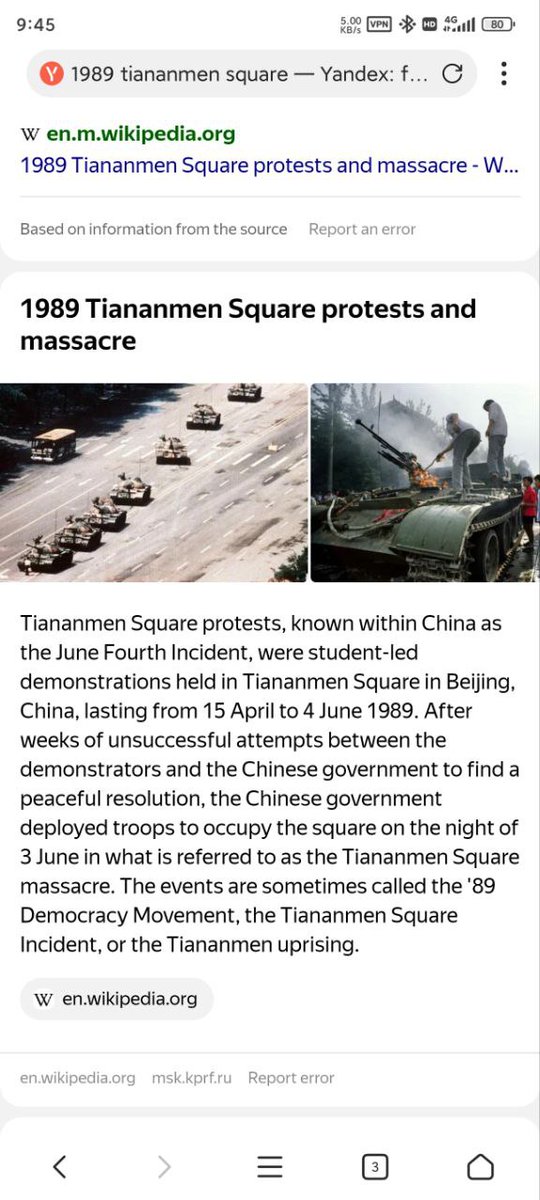 9:45
5.00 KB/s VPN HD 4G 80
Y 1989 tiananmen square — Yandex: f...
W en.m.wikipedia.org
1989 Tiananmen Square protests and massacre - W...
Based on information from the source Report an error
1989 Tiananmen Square protests and
massacre
Tiananmen Square protests, known within China as
the June Fourth Incident, were student-led
demonstrations held in Tiananmen Square in Beijing,
China, lasting from 15 April to 4 June 1989. After
weeks of unsuccessful attempts between the
demonstrators and the Chinese government to find a
peaceful resolution, the Chinese government
deployed troops to occupy the square on the night of
3 June in what is referred to as the Tiananmen Square
massacre. The events are sometimes called the '89
Democracy Movement, the Tiananmen Square
Incident, or the Tiananmen uprising.
W en.wikipedia.org
en.wikipedia.org msk.kprf.ru Report error
3